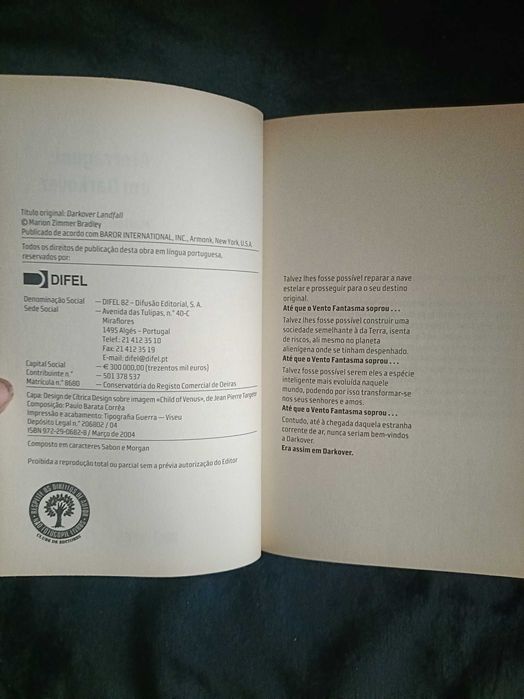 Título original: Darkover Landfall
© Marion Zimmer Bradley
Publicado de acordo com BAROR INTERNATIONAL, INC., Armonk, New York, U.S.A.
Todos os direitos de publicação desta obra em língua portuguesa,
reservados por:
DIFEL
Denominação Social — DIFEL 82 – Difusão Editorial, S. A.
Sede Social — Avenida das Tulipas, n.º 40-C
Miraflores
1495 Algés – Portugal
Telef: 21 412 35 10
Fax: 21 412 35 19
E-mail: difel@difel.pt
Capital Social — € 300.000,00 (trezentos mil euros)
Contribuinte n.º — 501 378 537
Matrícula n.º 8680 — Conservatória do Registo Comercial de Oeiras
Capa: Design de Cítrica Design sobre imagem «Child of Venus», de Jean Pierre Targete
Composição: Paulo Barata Corrêa
Impressão e acabamento: Tipografia Guerra — Viseu
Depósito Legal n.º 206802 / 04
ISBN 972-29-0682-8 / Março de 2004
Composto em caracteres Sabon e Morgan
Proibida a reprodução total ou parcial sem a prévia autorização do Editor
RESPEITE OS DIREITOS DE AUTOR
NÃO FOTOCOPIE LIVROS
CLUBE DE EDITORES
Talvez lhes fosse possível reparar a nave
estelar e prosseguir para o seu destino
original.
Até que o Vento Fantasma soprou . . .
Talvez lhes fosse possível construir uma
sociedade semelhante à da Terra, isenta
de riscos, ali mesmo no planeta
alienígena onde se tinham despenhado.
Até que o Vento Fantasma soprou . . .
Talvez fosse possível serem eles a espécie
inteligente mais evoluída naquele
mundo, podendo por isso transformar-se
nos seus senhores e amos.
Até que o Vento Fantasma soprou . . .
Contudo, até à chegada daquela estranha
corrente de ar, nunca seriam bem-vindos
a Darkover.
Era assim em Darkover.